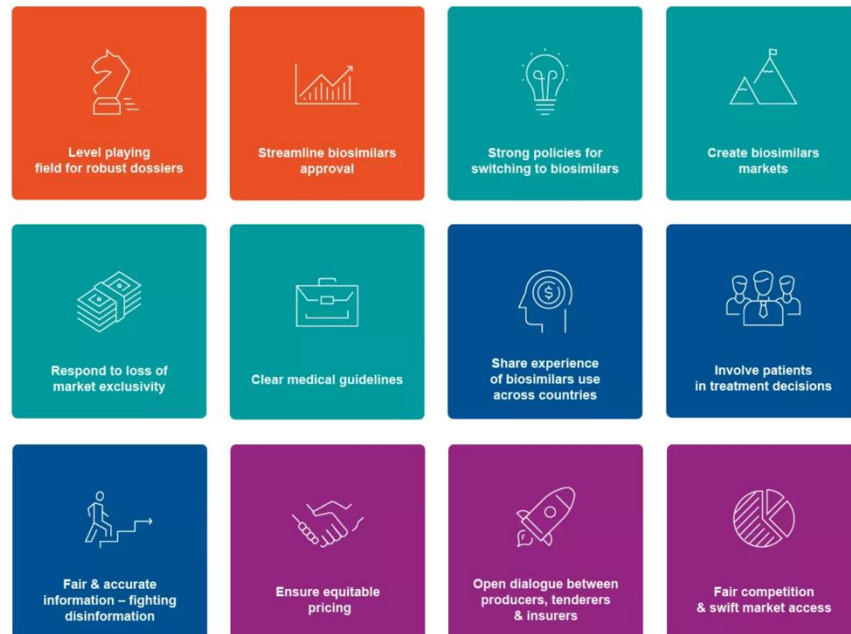 Level playing
field for robust dossiers
Streamline biosimilars
approval
Strong policies for
switching to biosimilars
Create biosimilars
markets
Respond to loss of
market exclusivity
Clear medical guidelines
Share experience
of biosimilars use
across countries
Involve patients
in treatment decisions
Fair & accurate
information – fighting
disinformation
Ensure equitable
pricing
Open dialogue between
producers, tenderers
& insurers
Fair competition
& swift market access